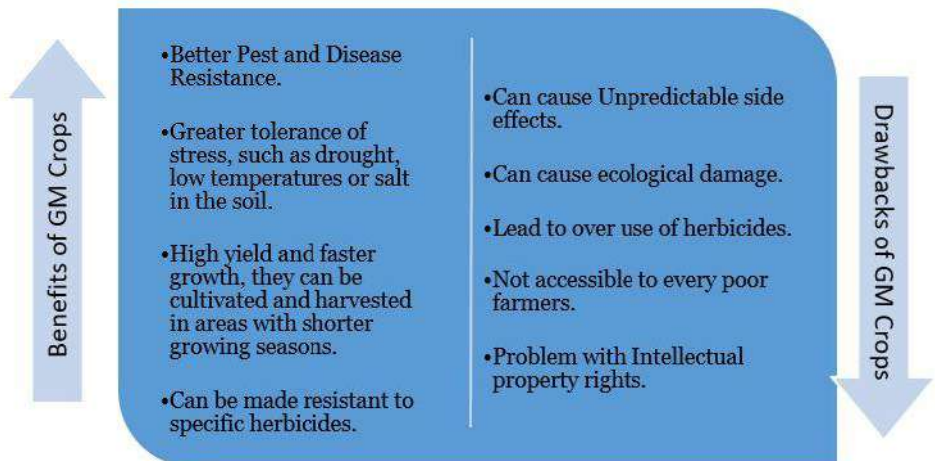 Benefits of GM Crops
•Better Pest and Disease
Resistance.
•Greater tolerance of
stress, such as drought,
low temperatures or salt
in the soil.
•High yield and faster
growth, they can be
cultivated and harvested
in areas with shorter
growing seasons.
•Can be made resistant to
specific herbicides.
•Can cause Unpredictable side
effects.
•Can cause ecological damage.
•Lead to over use of herbicides.
•Not accessible to every poor
farmers.
•Problem with Intellectual
property rights.
Drawbacks of GM Crops